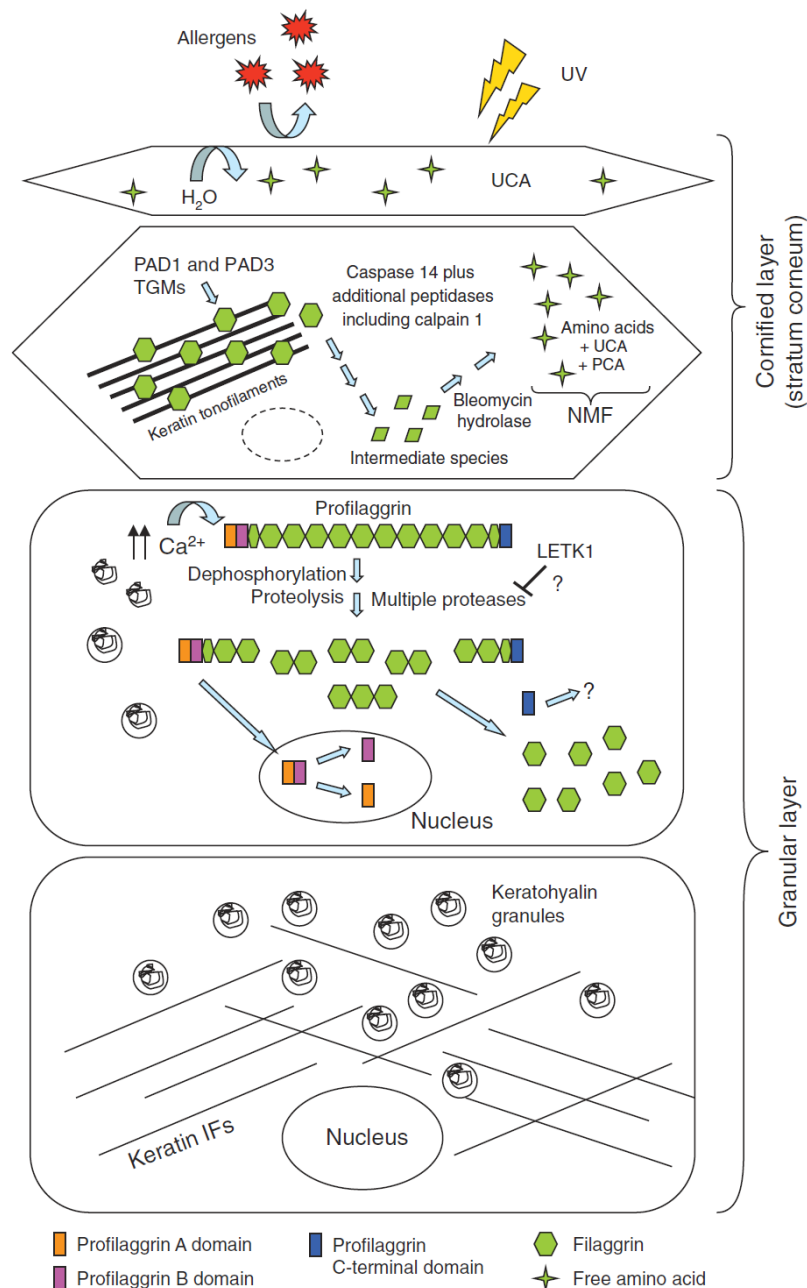 Allergens
UV
H2O
UCA
PAD1 and PAD3
TGMs
Caspase 14 plus
additional peptidases
including calpain 1
Amino acids
+ UCA
+ PCA
Keratin tonofilaments
Bleomycin
hydrolase
NMF
Intermediate species
Cornified layer
(stratum corneum)
Profilaggrin
Ca2+
LETK1
?
Dephosphorylation
Proteolysis
Multiple proteases
?
Nucleus
Keratohyalin
granules
Keratin IFs
Nucleus
Granular layer
Profilaggrin A domain
Profilaggrin B domain
Profilaggrin
C-terminal domain
Filaggrin
Free amino acid